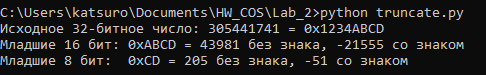 C:\Users\katsuro\Documents\HW_COS\Lab_2>python truncate.py
Исходное 32-битное число: 305441741 = 0x1234ABCD
Младшие 16 бит: 0xABCD = 43981 без знака, -21555 со знаком
Младшие 8 бит:  0xCD = 205 без знака, -51 со знаком